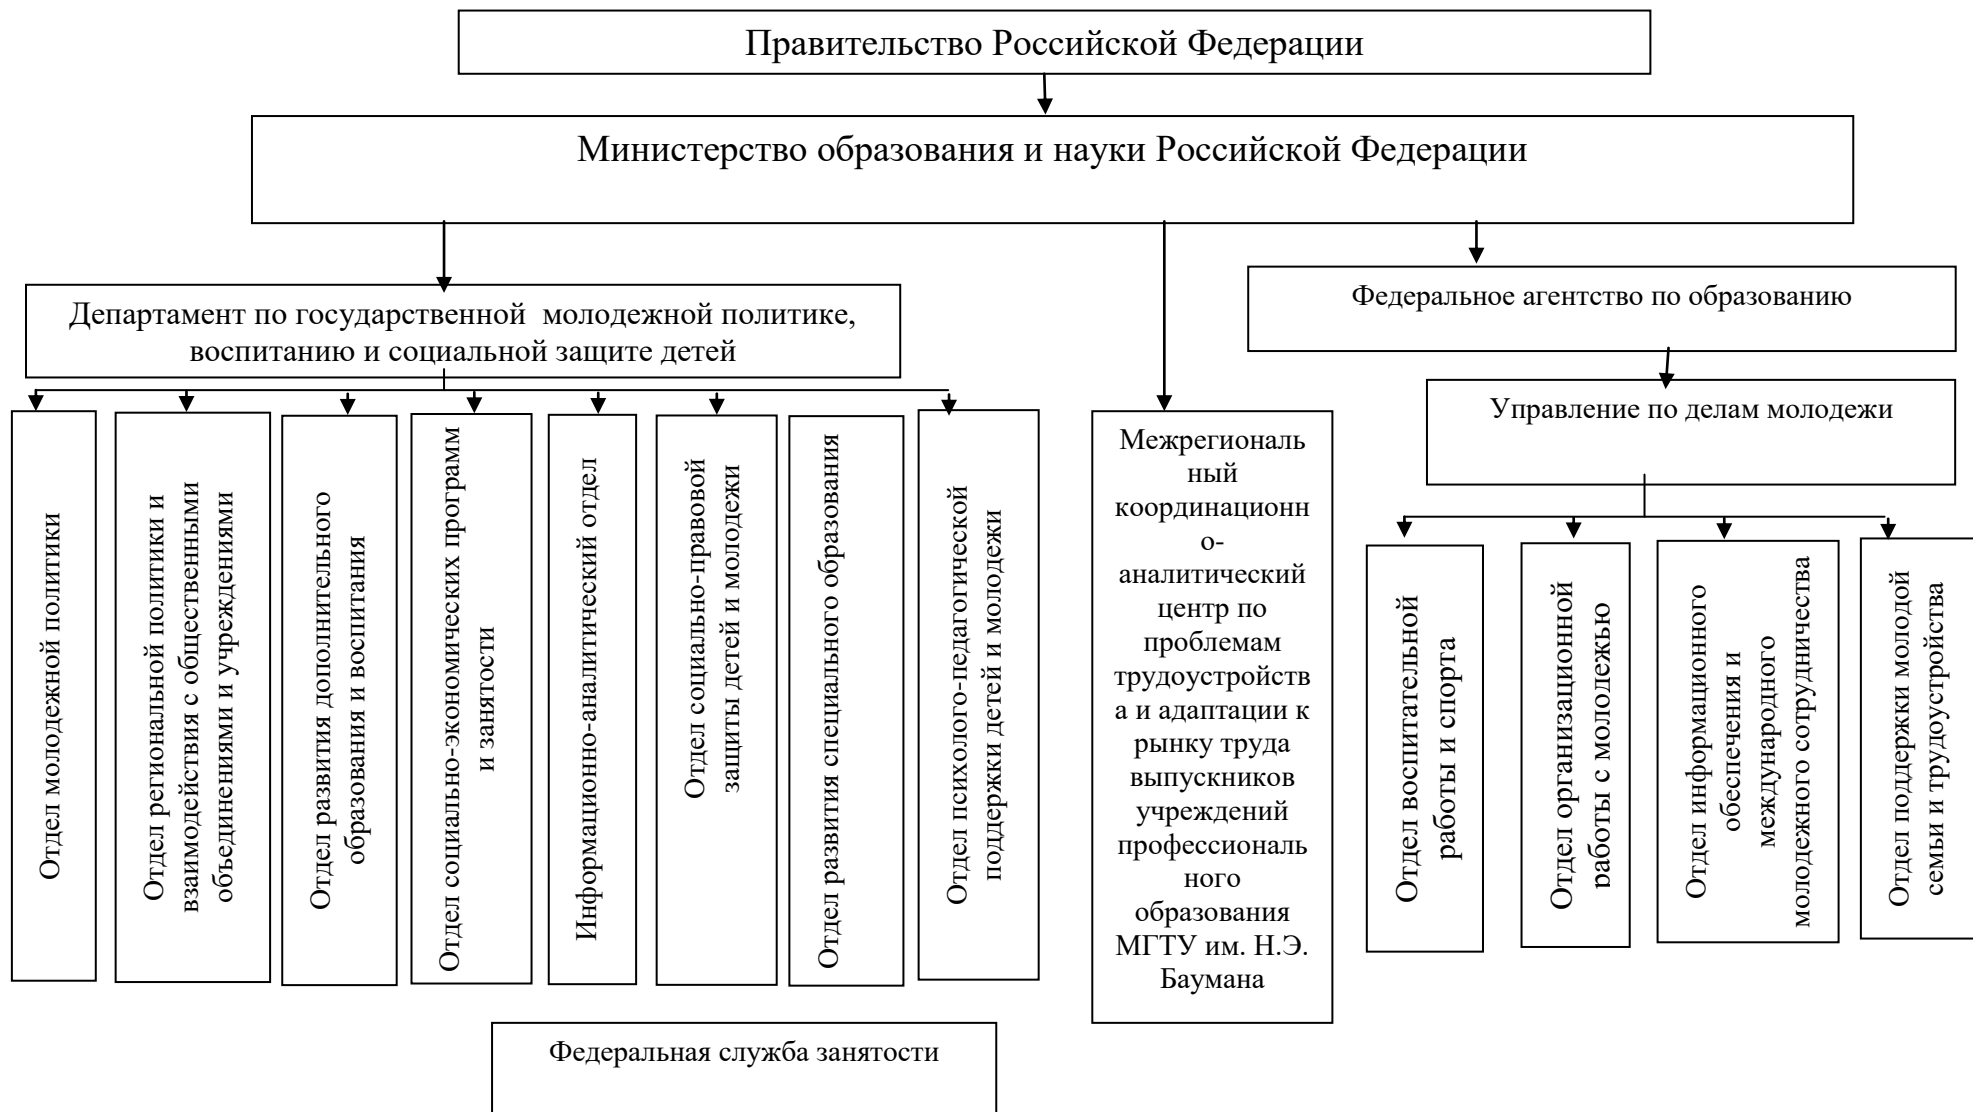 Правительство Российской Федерации
Министерство образования и науки Российской Федерации
Департамент по государственной молодежной политике,
воспитанию и социальной защите детей
Федеральное агентство по образованию
Управление по делам молодежи
Отдел молодежной политики
Отдел региональной политики и
взаимодействия с общественными
объединениями и учреждениями
Отдел развития дополнительного
образования и воспитания
Отдел социально-экономических программ
и занятости
Информационно-аналитический отдел
Отдел социально-правовой
защиты детей и молодежи
Отдел развития специального образования
Отдел психолого-педагогической
поддержки детей и молодежи
Межрегиональ
ный
координационн
о-
аналитический
центр по
проблемам
трудоустройств
а и адаптации к
рынку труда
выпускников
учреждений
профессиональ
ного
образования
МГТУ им. Н.Э.
Баумана
Отдел воспитательной
работы и спорта
Отдел организационной
работы с молодежью
Отдел информационного
обеспечения и
международного
молодежного сотрудничества
Отдел поддержки молодой
семьи и трудоустройства
Федеральная служба занятости